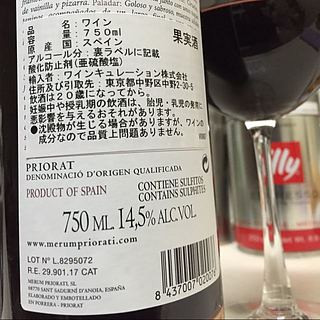 de vainilla y pizarra. Paladar: Goloso y sabroso,
品名：ワイン
内容量：750ml
原産国：スペイン
果実酒
アルコール分：裏ラベルに記載
酸化防止剤(亜硫酸塩)
輸入者：ワインキュレーション株式会社
住所及び引取先：東京都中野区中野2-30-5
飲酒は20歳になってから。
妊娠中や授乳期の飲酒は、胎児・乳児の発育に
悪影響を与えるおそれがあります。
●沈殿物が生じる場合がありますが、ワインの
成分なので品質上問題ありません。
PRIORAT
DENOMINACIÓ D'ORIGEN QUALIFICADA
PRODUCT OF SPAIN
CONTIENE SULFITOS
CONTAINS SULPHITES
750 ML. 14,5% ALC.VOL.
www.merumpriorati.com
LOT Nº L.8295072
R.E. 29.901.17 CAT
MERUM PRIORATI, SL
08770 SANT SADURNÍ D'ANOIA, ESPAÑA
ELABORADO Y EMBOTELLADO
EN PORRERA - PRIORAT
8 437007 02007
illy